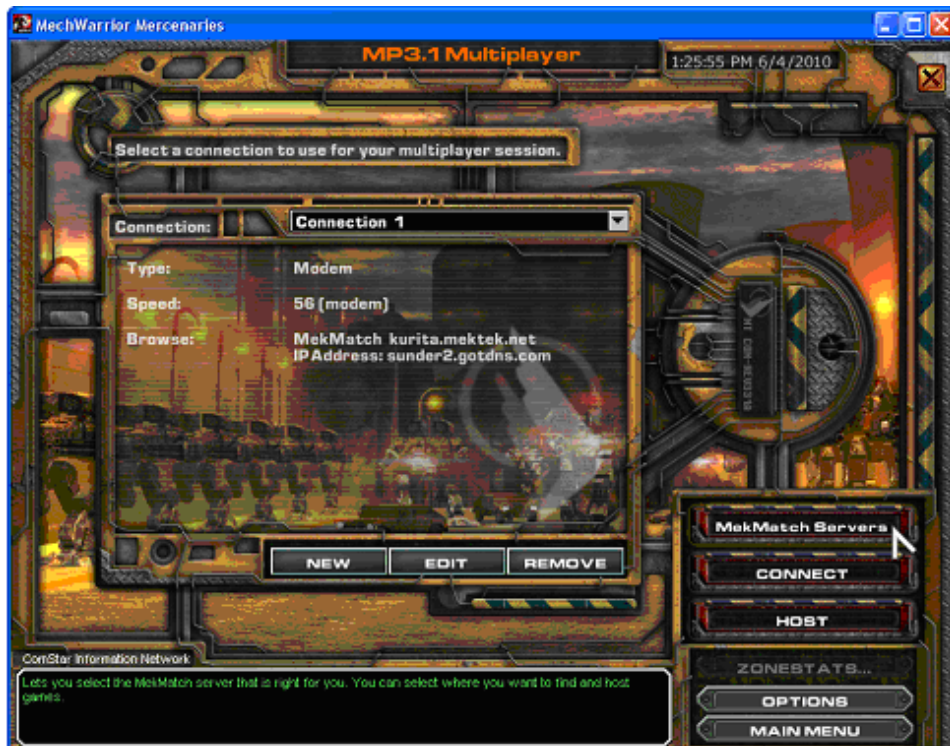 MechWarrior Mercenaries
MP3.1 Multiplayer
1:25:55 PM 6/4/2010
Select a connection to use for your multiplayer session.
Connection:
Connection 1
Type: Modem
Speed: 56 (modem)
Browse: MekMatch kurita.mektek.net
IPAddress: sunder2.gotdns.com
NEW
EDIT
REMOVE
MekMatch Servers
CONNECT
HOST
ComStar Information Network
Lets you select the MekMatch server that is right for you. You can select where you want to find and host
games.
ZONESTATS...
OPTIONS
MAIN MENU